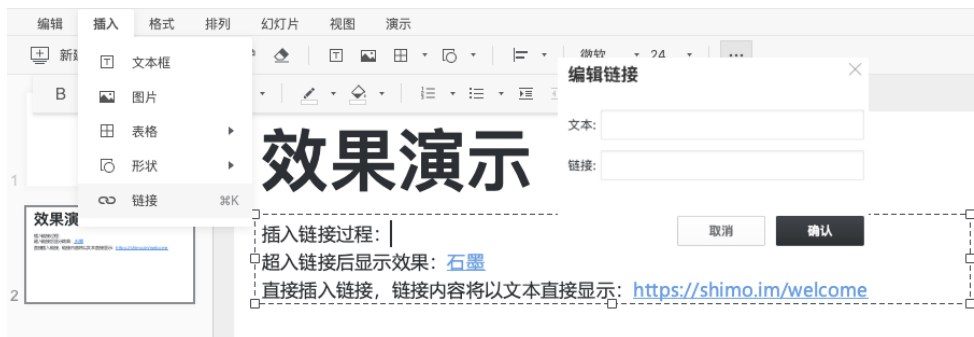 编辑 插入 格式 排列 幻灯片 视图 演示
新建
微软 24 ...
文本框
图片
表格
形状
链接 ⌘K
B
编辑链接
文本:
链接:
取消 确认
1
效果演示
效果演
2
插入链接过程：
超入链接后显示效果：石墨
直接插入链接，链接内容将以文本直接显示：https://shimo.im/welcome